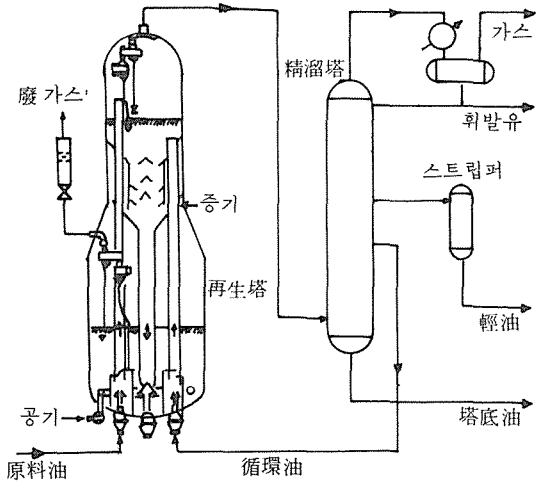 가스
精溜塔
廢가스
휘발유
스트립퍼
증기
再生塔
輕油
공기
塔底油
原料油
循環油